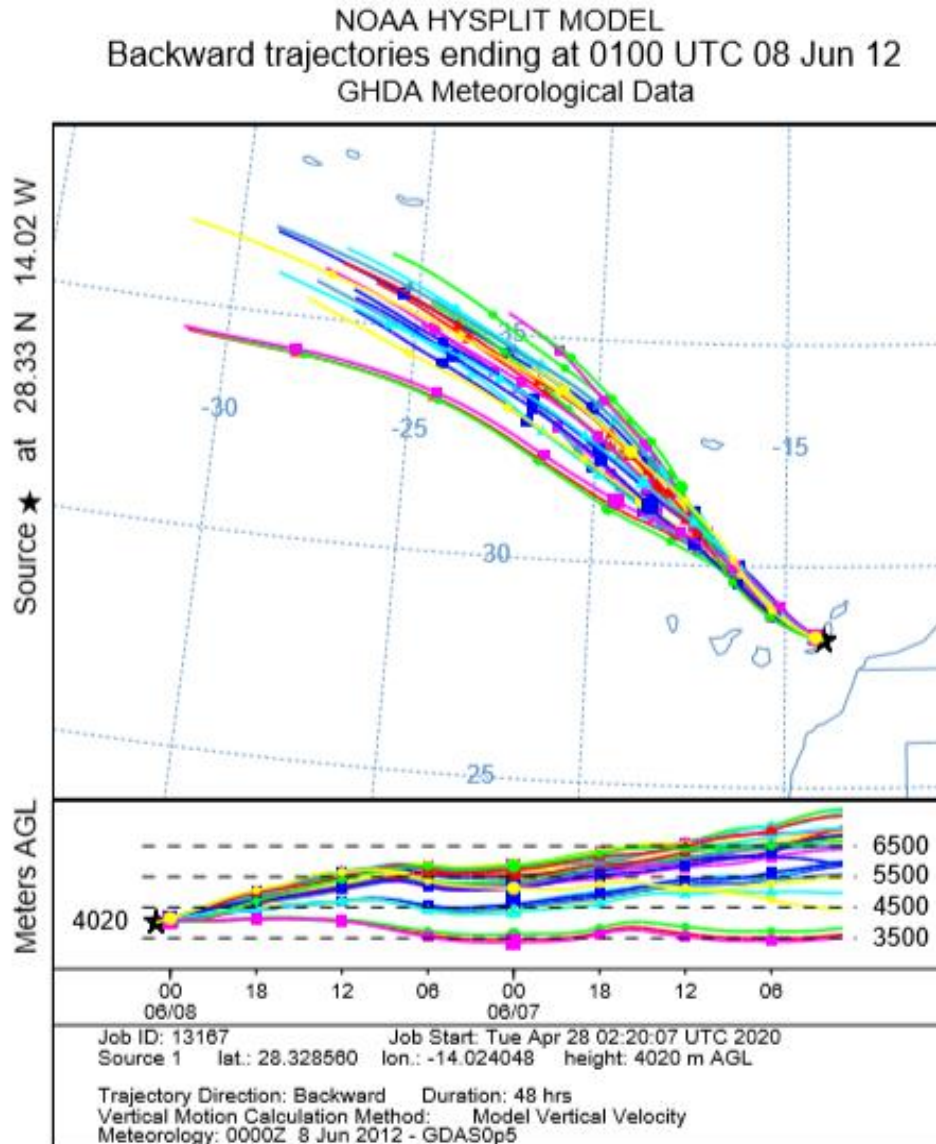 NOAA HYSPLIT MODEL
Backward trajectories ending at 0100 UTC 08 Jun 12
GHDA Meteorological Data
Source ★ at 28.33 N 14.02 W
35
-30
-25
-15
30
25
Meters AGL
4020
6500
5500
4500
3500
00 18 12 06 00 18 12 06
06/08 06/07
Job ID: 13167 Job Start: Tue Apr 28 02:20:07 UTC 2020
Source 1 lat.: 28.328560 lon.: -14.024048 height: 4020 m AGL
Trajectory Direction: Backward Duration: 48 hrs
Vertical Motion Calculation Method: Model Vertical Velocity
Meteorology: 0000Z 8 Jun 2012 - GDAS0p5